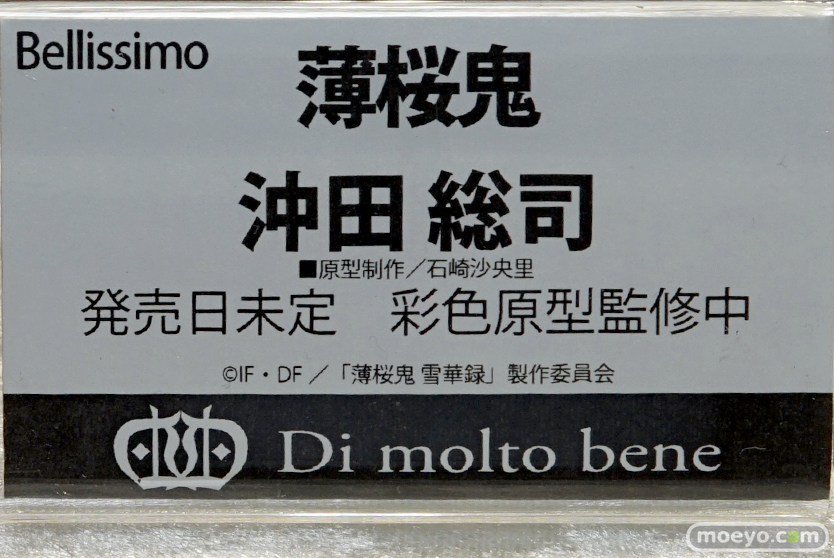 Bellissimo
薄桜鬼
沖田 総司
■原型制作／石崎沙央里
発売日未定　彩色原型監修中
©IF・DF／「薄桜鬼 雪華録」製作委員会
Di molto bene
moeyo.com